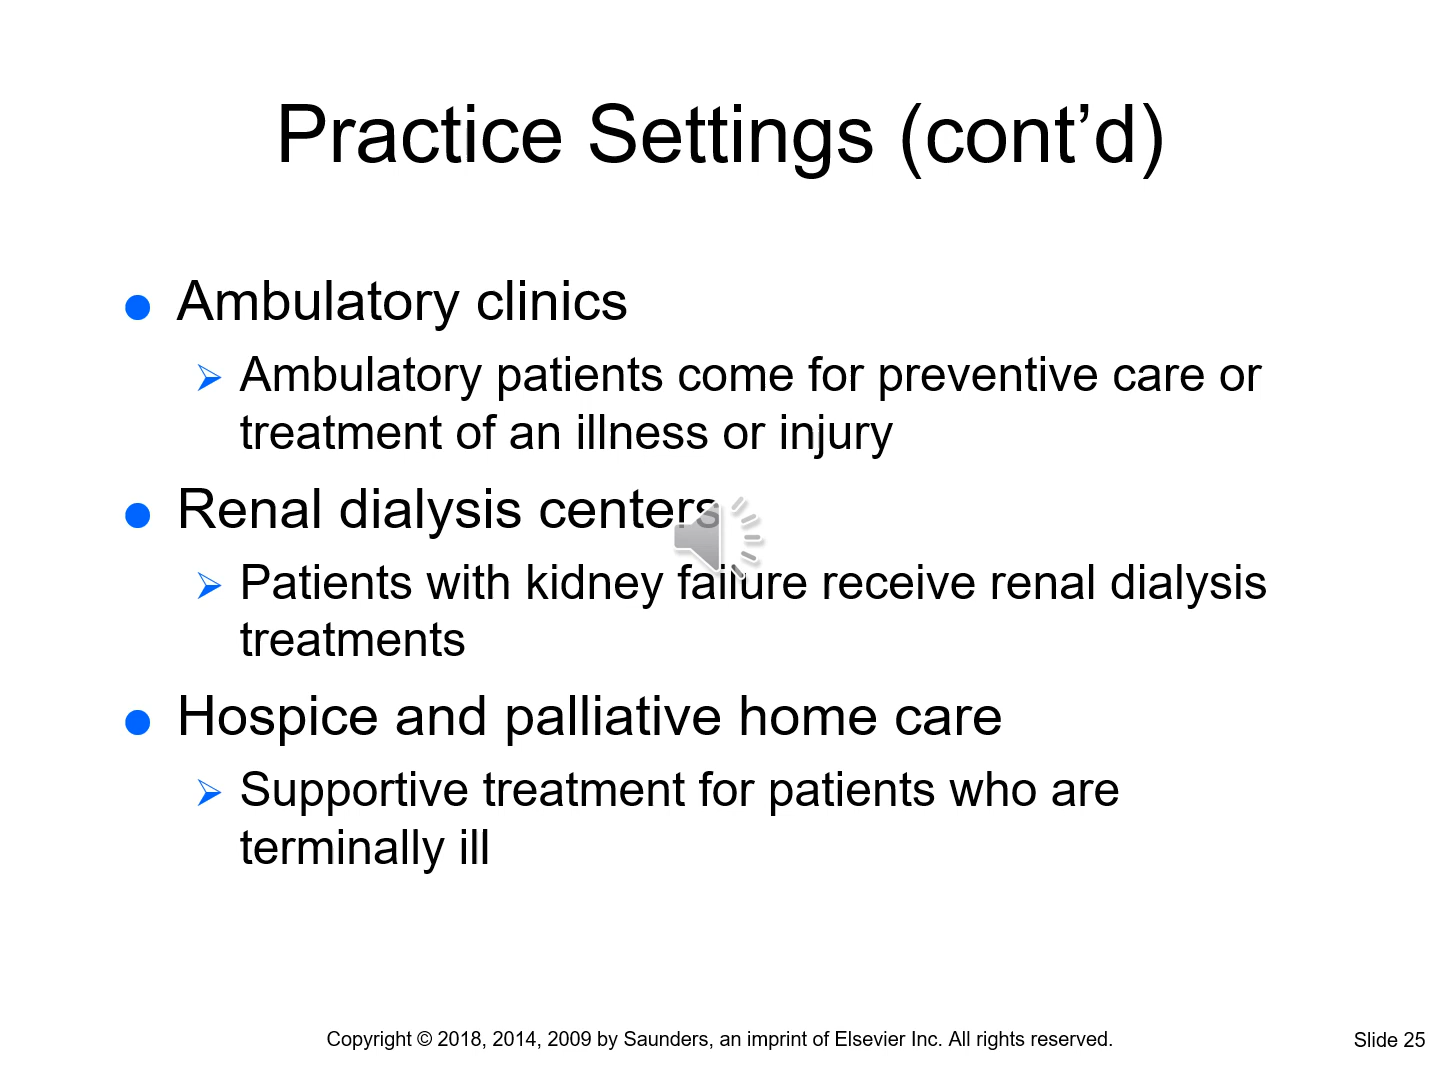 Practice Settings (cont’d)
Ambulatory clinics
Ambulatory patients come for preventive care or
treatment of an illness or injury
Renal dialysis centers
Patients with kidney failure receive renal dialysis
treatments
Hospice and palliative home care
Supportive treatment for patients who are
terminally ill
Copyright © 2018, 2014, 2009 by Saunders, an imprint of Elsevier Inc. All rights reserved.
Slide 25